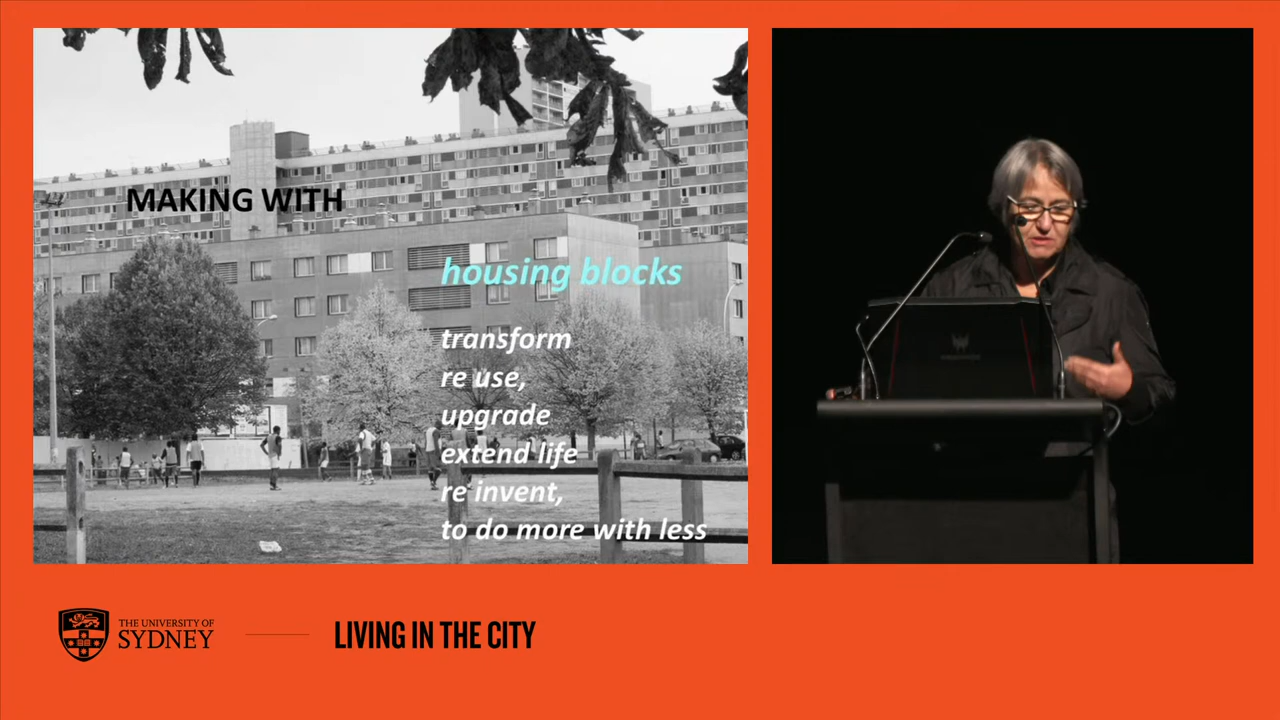 MAKING WITH
housing blocks
transform
re use,
upgrade
extend life
re invent,
to do more with less
THE UNIVERSITY OF
SYDNEY
LIVING IN THE CITY